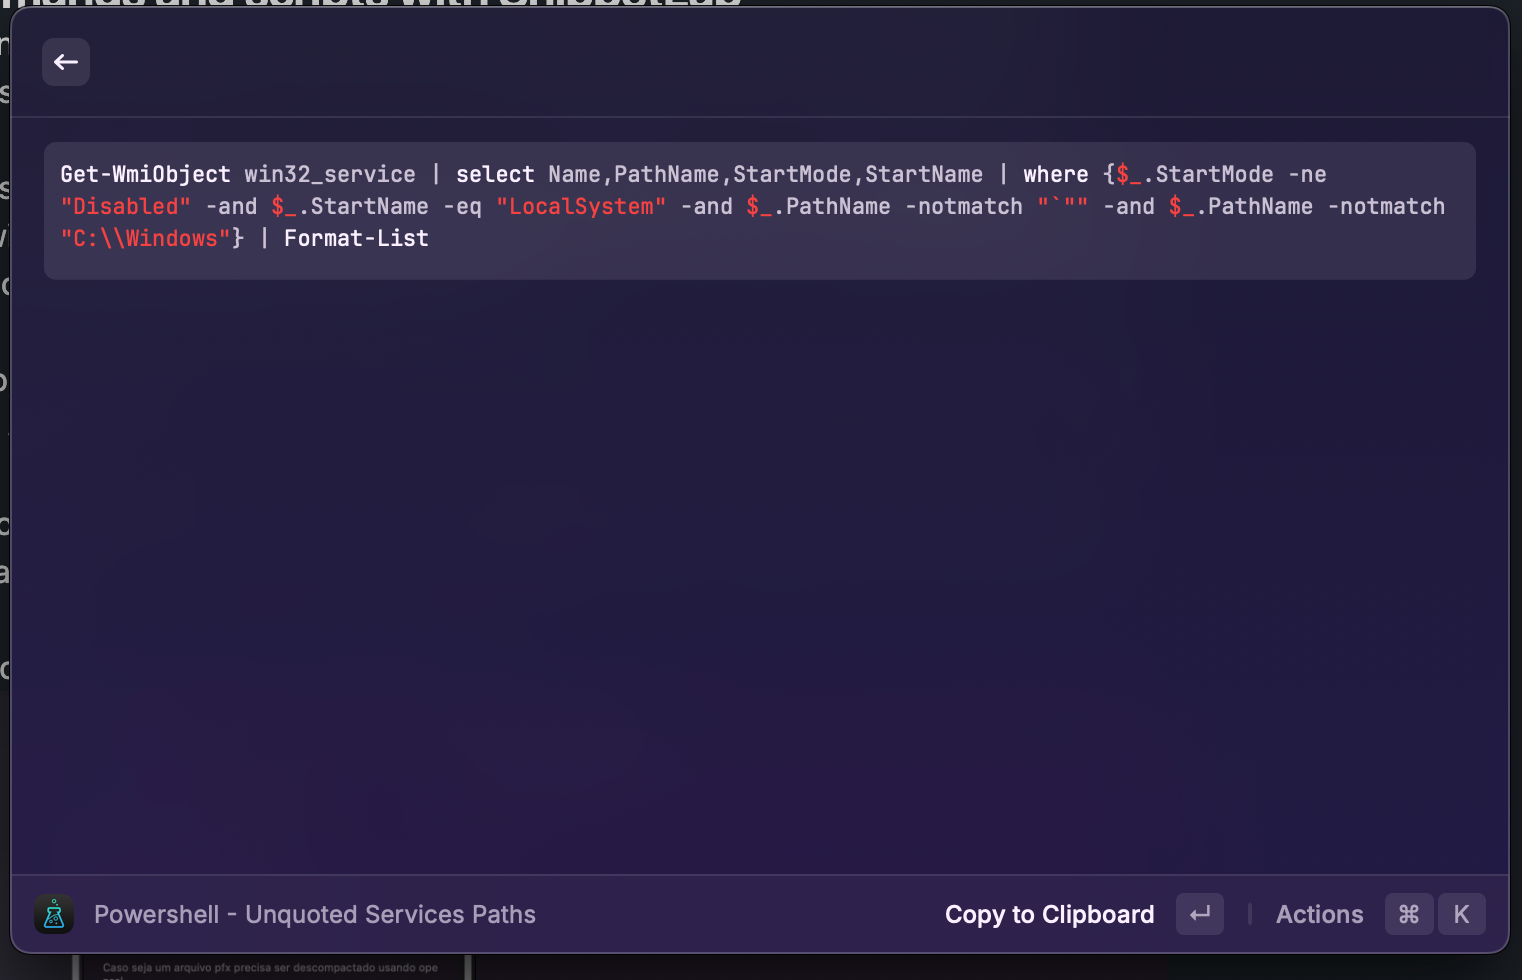 Get-WmiObject win32_service | select Name,PathName,StartMode,StartName | where {$_.StartMode -ne
"Disabled" -and $_.StartName -eq "LocalSystem" -and $_.PathName -notmatch "`"" -and $_.PathName -notmatch
"C:\\Windows"} | Format-List
Powershell - Unquoted Services Paths
Copy to Clipboard ↵ | Actions ⌘ K
Caso seja um arquivo pfx precisa ser descompactado usando ope